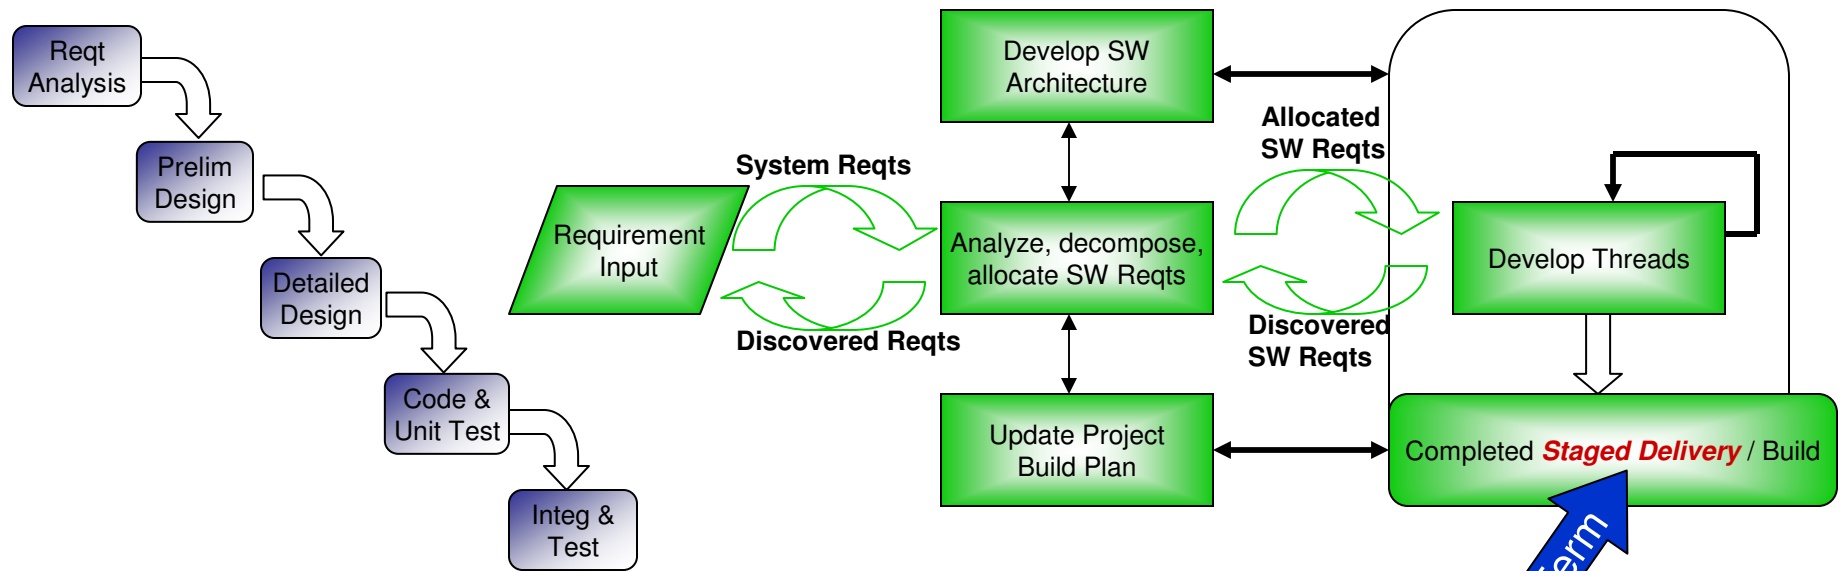 Reqt
Analysis
Prelim
Design
Detailed
Design
Code &
Unit Test
Integ &
Test
Requirement
Input
System Reqts
Discovered Reqts
Develop SW
Architecture
Analyze, decompose,
allocate SW Reqts
Update Project
Build Plan
Allocated
SW Reqts
Discovered
SW Reqts
Develop Threads
Completed Staged Delivery / Build